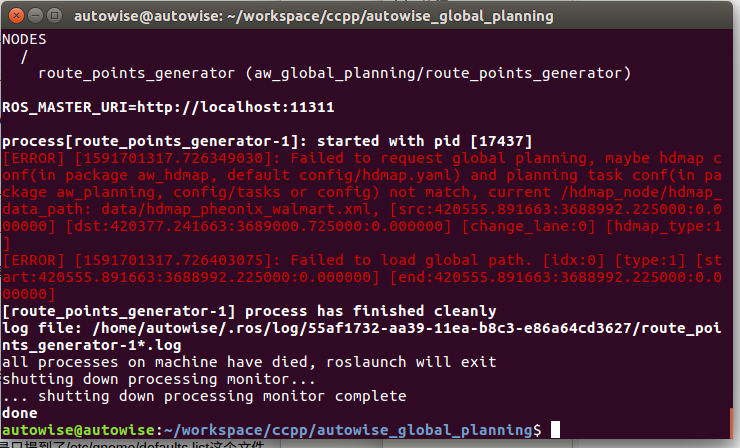 autowise@autowise: ~/workspace/ccpp/autowise_global_planning
NODES
/
route_points_generator (aw_global_planning/route_points_generator)
ROS_MASTER_URI=http://localhost:11311
process[route_points_generator-1]: started with pid [17437]
[ERROR] [1591701317.726349030]: Failed to request global planning, maybe hdmap c
onf(in package aw_hdmap, default config/hdmap.yaml) and planning task conf(in pa
ckage aw_planning, config/tasks or config) not match, current /hdmap_node/hdmap_
data_path: data/hdmap_pheonix_walmart.xml, [src:420555.891663:3688992.225000:0.0
00000] [dst:420377.241663:3689000.725000:0.000000] [change_lane:0] [hdmap_type:1
]
[ERROR] [1591701317.726403075]: Failed to load global path. [idx:0] [type:1] [st
art:420555.891663:3688992.225000:0.000000] [end:420555.891663:3688992.225000:0.0
00000]
[route_points_generator-1] process has finished cleanly
log file: /home/autowise/.ros/log/55af1732-aa39-11ea-b8c3-e86a64cd3627/route_poi
nts_generator-1*.log
all processes on machine have died, roslaunch will exit
shutting down processing monitor...
... shutting down processing monitor complete
done
autowise@autowise:~/workspace/ccpp/autowise_global_planning$